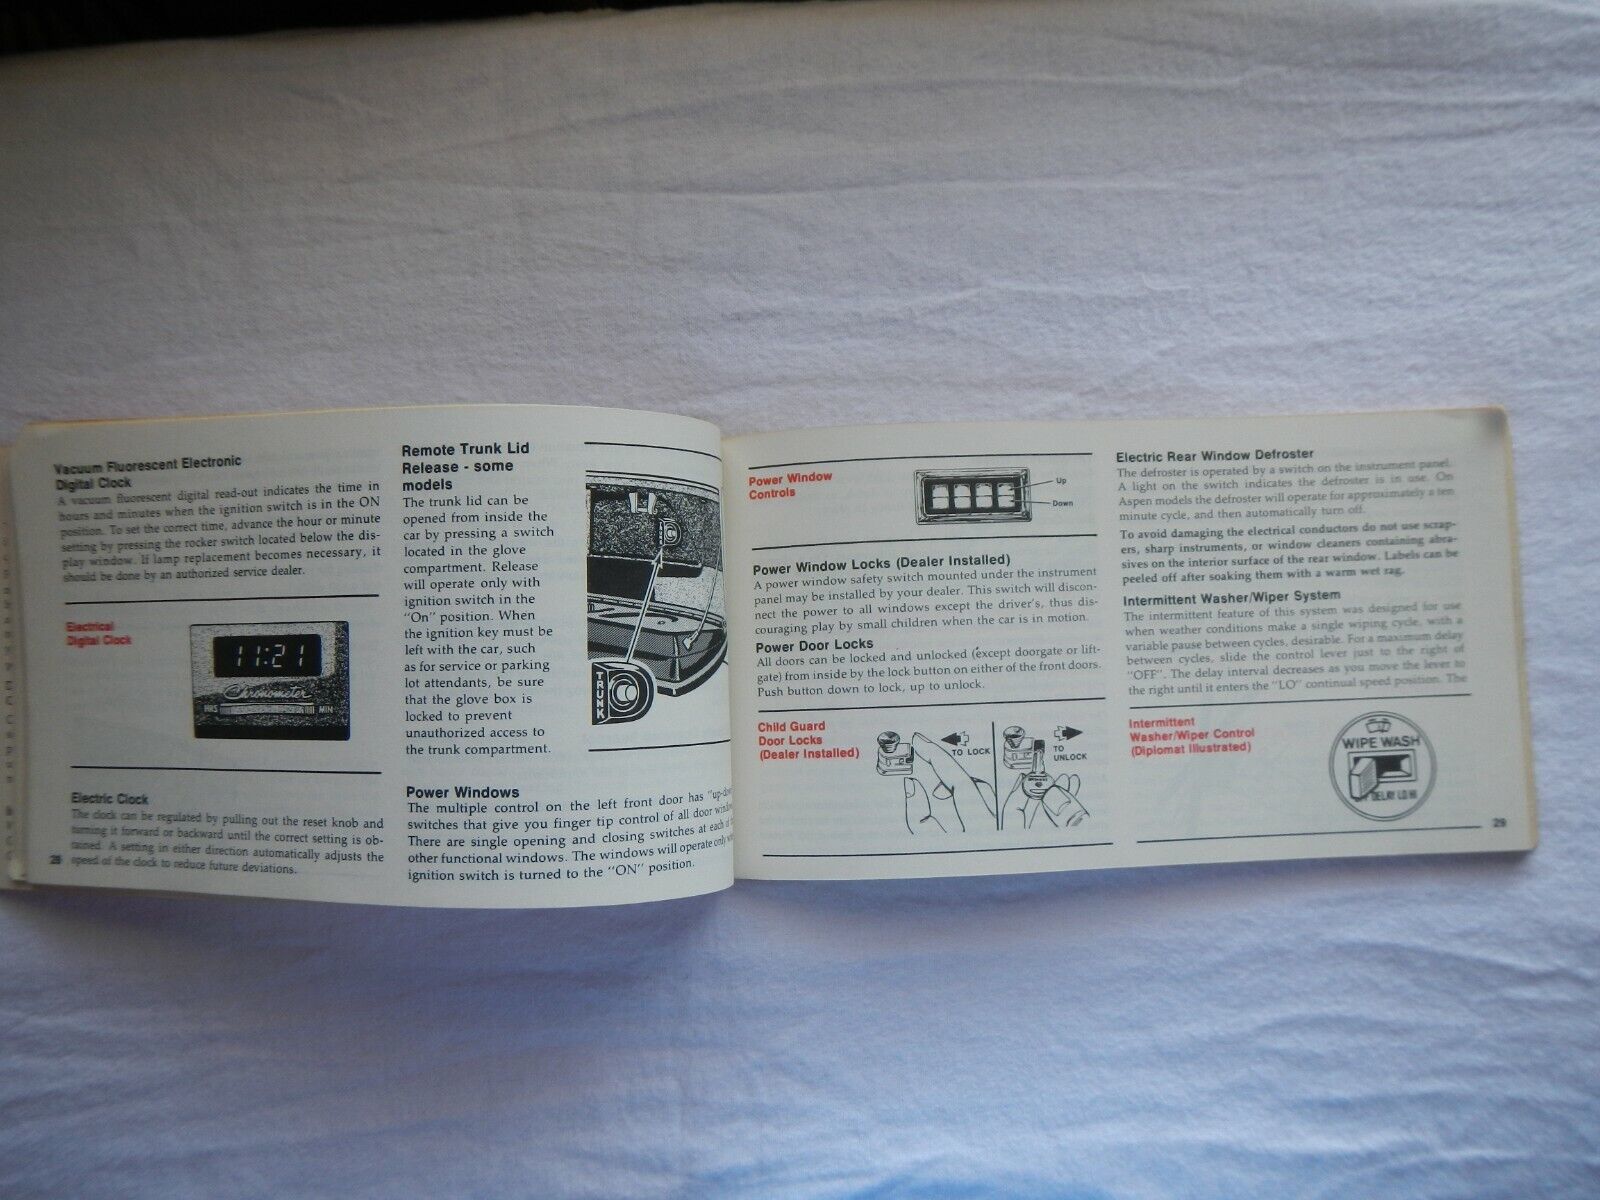 Vacuum Fluorescent Electronic
Digital Clock
A vacuum fluorescent digital read-out indicates the time in
hours and minutes when the ignition switch is in the ON
position. To set the correct time, advance the hour or minute
setting by pressing the rocker switch located below the dis-
play window. If lamp replacement becomes necessary, it
should be done by an authorized service dealer.
Electrical
Digital Clock
11:21
Chronometer
HRS MIN
Electric Clock
The clock can be regulated by pulling out the reset knob and
turning it forward or backward until the correct setting is ob-
tained. A setting in either direction automatically adjusts the
speed of the clock to reduce future deviations.
28
Remote Trunk Lid
Release - some
models
The trunk lid can be
opened from inside the
car by pressing a switch
located in the glove
compartment. Release
will operate only with
ignition switch in the
"On" position. When
the ignition key must be
left with the car, such
as for service or parking
lot attendants, be sure
that the glove box is
locked to prevent
unauthorized access to
the trunk compartment.
TRUNK
Power Windows
The multiple control on the left front door has "up-
switches that give you finger tip control of all door
There are single opening and closing switches at each of
other functional windows. The windows will operate only
ignition switch is turned to the "ON" position.
Power Window
Controls
Up
Down
Power Window Locks (Dealer Installed)
A power window safety switch mounted under the instrument
panel may be installed by your dealer. This switch will discon-
nect the power to all windows except the driver's, thus dis-
couraging play by small children when the car is in motion.
Power Door Locks
All doors can be locked and unlocked (except doorgate or lift-
gate) from inside by the lock button on either of the front doors.
Push button down to lock, up to unlock.
Child Guard
Door Locks
(Dealer Installed)
TO LOCK
TO
UNLOCK
Electric Rear Window Defroster
The defroster is operated by a switch on the instrument panel.
A light on the switch indicates the defroster is in use. On
Aspen models the defroster will operate for approximately a ten
minute cycle, and then automatically turn off.
To avoid damaging the electrical conductors do not use scrap-
ers, sharp instruments, or window cleaners containing abra-
sives on the interior surface of the rear window. Labels can be
peeled off after soaking them with a warm wet rag.
Intermittent Washer/Wiper System
The intermittent feature of this system was designed for use
when weather conditions make a single wiping cycle, with a
variable pause between cycles, desirable. For a maximum delay
between cycles, slide the control lever just to the right of
"OFF". The delay interval decreases as you move the lever to
the right until it enters the "LO" continual speed position. The
Intermittent
Washer/Wiper Control
(Diplomat Illustrated)
WIPE WASH
DELAY LO HI
29